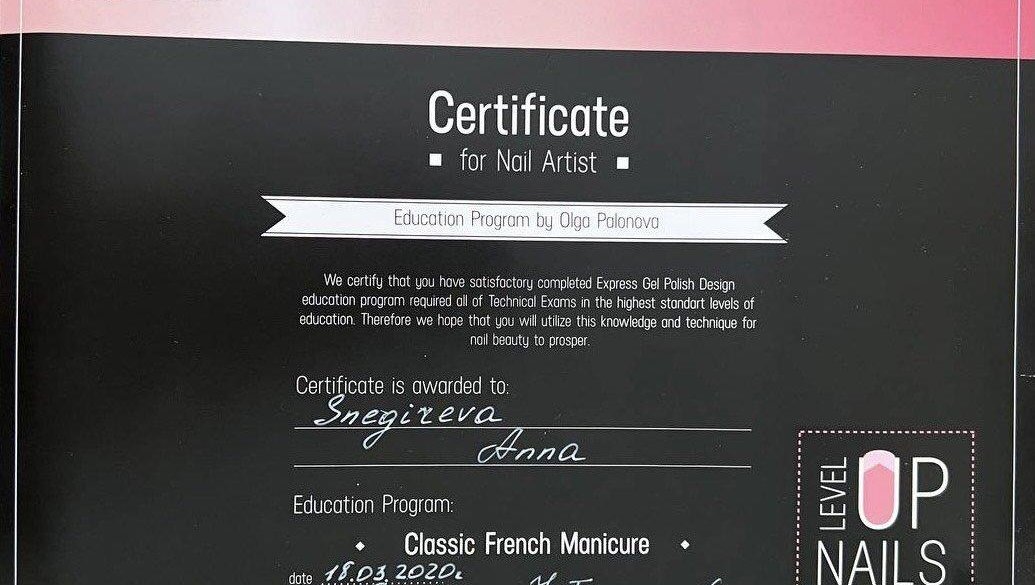 Certificate
for Nail Artist
Education Program by Olga Palonova
We certify that you have satisfactory completed Express Gel Polish Design
education program required all of Technical Exams in the highest standart levels of
education. Therefore we hope that you will utilize this knowledge and technique for
nail beauty to prosper.
Certificate is awarded to:
Snegireva
Anna
Education Program:
Classic French Manicure
date 18.03.2020г
LEVEL UP
NAILS